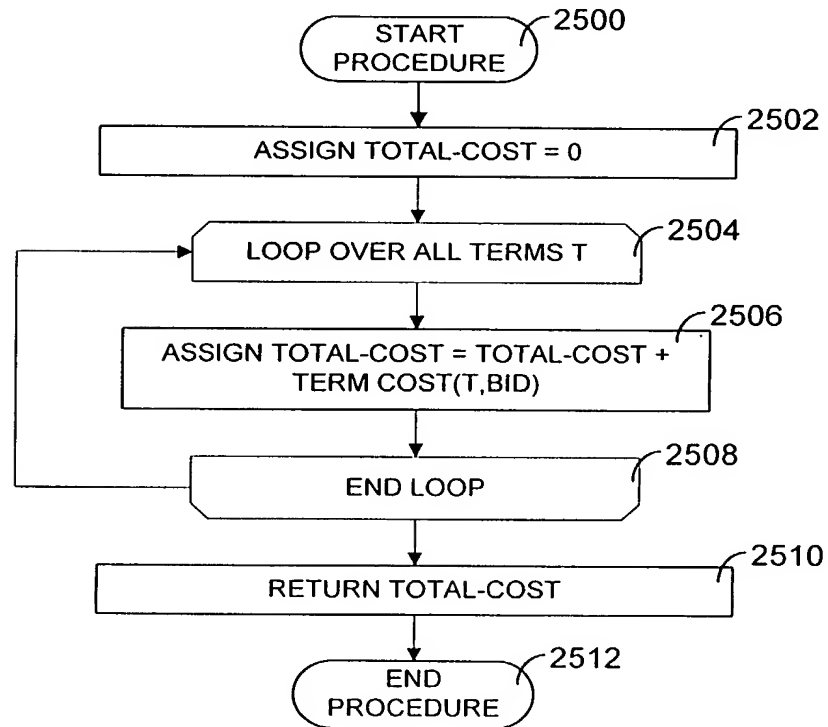 START
PROCEDURE
2500
ASSIGN TOTAL-COST = 0
2502
LOOP OVER ALL TERMS T
2504
ASSIGN TOTAL-COST = TOTAL-COST +
TERM COST(T,BID)
2506
END LOOP
2508
RETURN TOTAL-COST
2510
END
PROCEDURE
2512